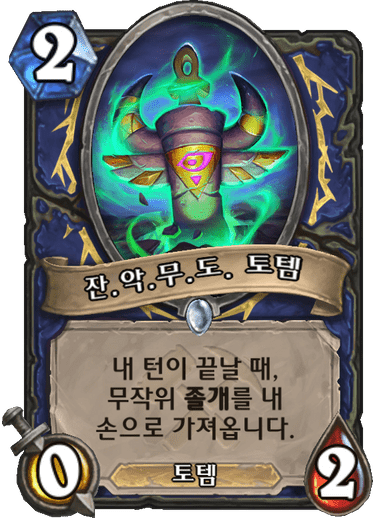 2
잔.악.무.도. 토템
내 턴이 끝날 때,
무작위 졸개를 내
손으로 가져옵니다.
0
토템
2